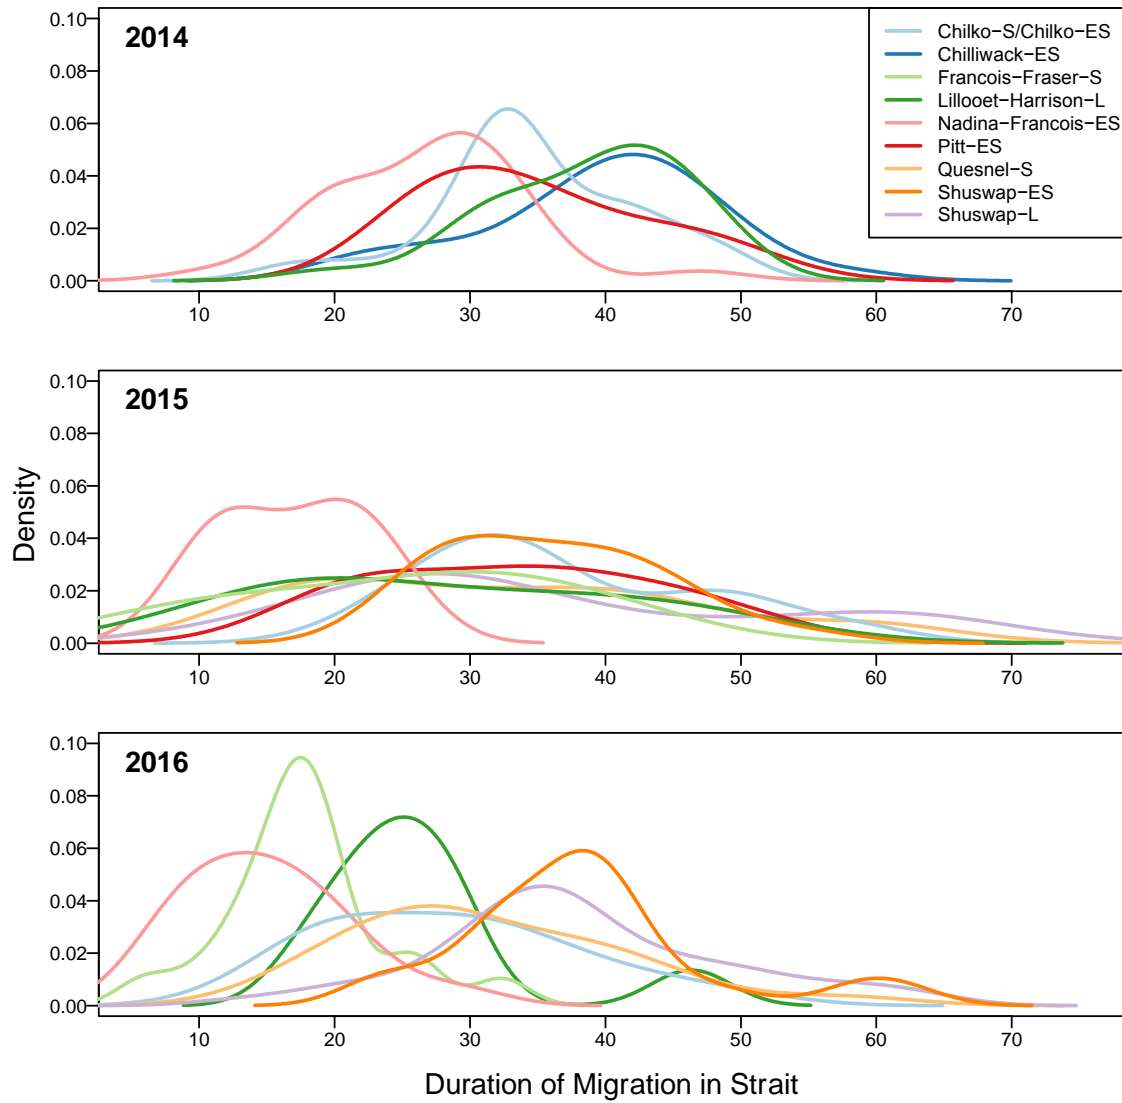 2014
Chilko−S/Chilko−ES
Chilliwack−ES
Francois−Fraser−S
Lillooet−Harrison−L
Nadina−Francois−ES
Pitt−ES
Quesnel−S
Shuswap−ES
Shuswap−L
0.10
0.08
0.06
0.04
0.02
0.00
10 20 30 40 50 60 70
2015
0.10
0.08
0.06
0.04
0.02
0.00
10 20 30 40 50 60 70
Density
2016
0.10
0.08
0.06
0.04
0.02
0.00
10 20 30 40 50 60 70
Duration of Migration in Strait